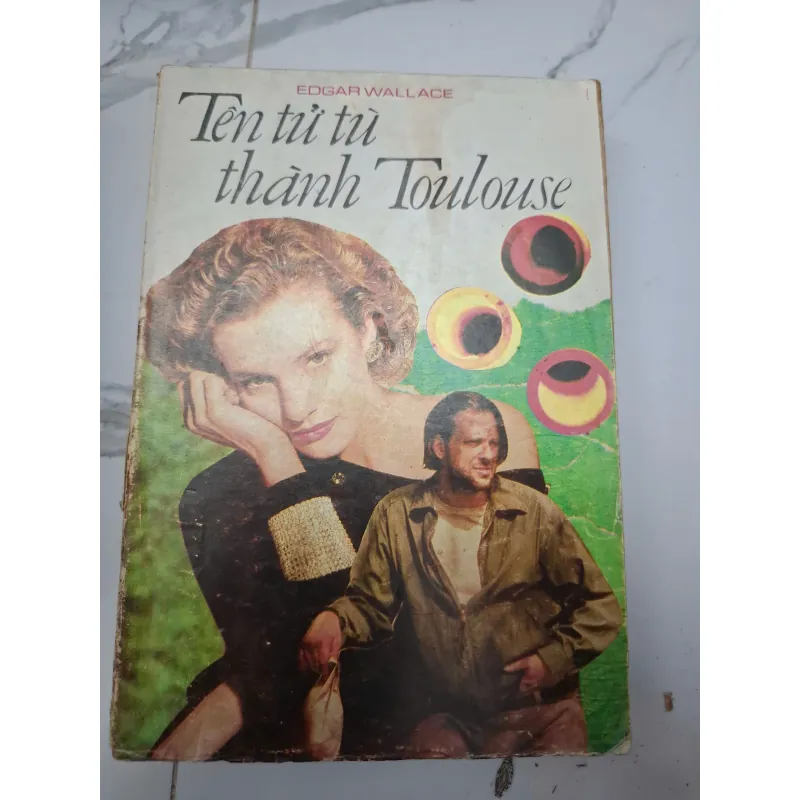 EDGAR WALLACE
Tên tử tù
thành Toulouse